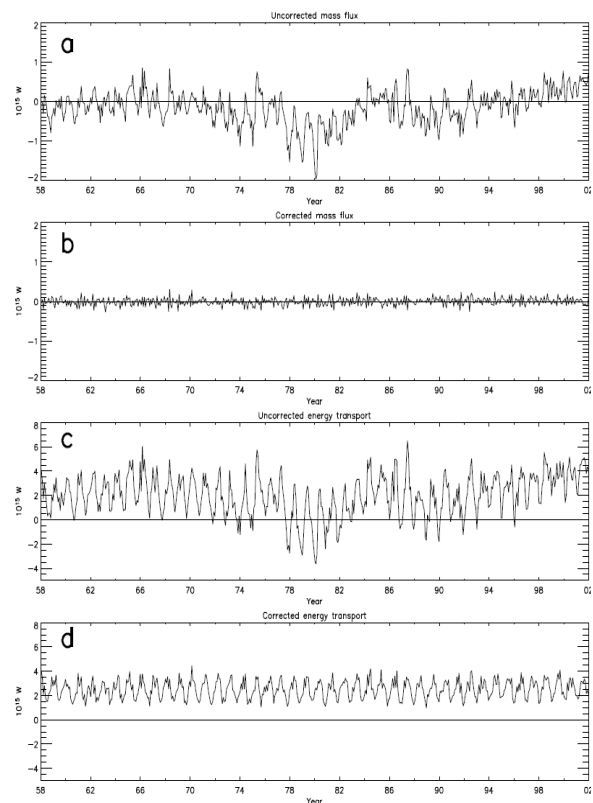 Uncorrected mass flux
a
2
1
0
-1
-2
10¹⁵ W
58 62 66 70 74 78 82 86 90 94 98 02
Year
Corrected mass flux
b
2
1
0
-1
-2
10¹⁵ W
58 62 66 70 74 78 82 86 90 94 98 02
Year
Uncorrected energy transport
c
8
6
4
2
0
-2
-4
10¹⁵ W
58 62 66 70 74 78 82 86 90 94 98 02
Year
Corrected energy transport
d
8
6
4
2
0
-2
-4
10¹⁵ W
58 62 66 70 74 78 82 86 90 94 98 02
Year